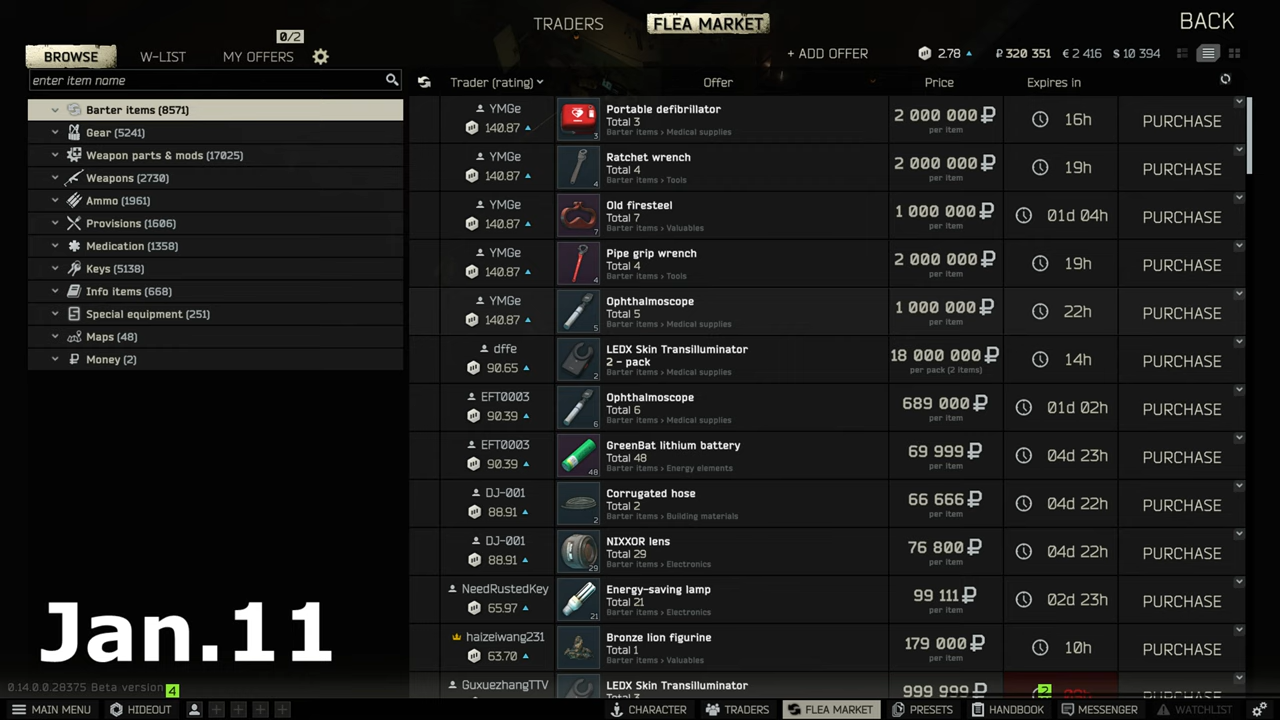 TRADERS
FLEA MARKET
BACK
0/2
BROWSE
W-LIST
MY OFFERS
+ ADD OFFER
2.78
₽ 320 351
€ 2 416
$ 10 394
enter item name
Trader (rating)
Offer
Price
Expires in
Barter items (8571)
Gear (5241)
Weapon parts & mods (17025)
Weapons (2730)
Ammo (1961)
Provisions (1606)
Medication (1358)
Keys (5138)
Info items (668)
Special equipment (251)
Maps (48)
Money (2)
YMGe
140.87
Portable defibrillator
Total 3
Barter items › Medical supplies
3
2 000 000 ₽
per item
16h
PURCHASE
YMGe
140.87
Ratchet wrench
Total 4
Barter items › Tools
4
2 000 000 ₽
per item
19h
PURCHASE
YMGe
140.87
Old firesteel
Total 7
Barter items › Valuables
7
1 000 000 ₽
per item
01d 04h
PURCHASE
YMGe
140.87
Pipe grip wrench
Total 4
Barter items › Tools
4
2 000 000 ₽
per item
19h
PURCHASE
YMGe
140.87
Ophthalmoscope
Total 5
Barter items › Medical supplies
5
1 000 000 ₽
per item
22h
PURCHASE
dffe
90.65
LEDX Skin Transilluminator
2 - pack
Barter items › Medical supplies
2
18 000 000 ₽
per pack (2 items)
14h
PURCHASE
EFT0003
90.39
Ophthalmoscope
Total 6
Barter items › Medical supplies
6
689 000 ₽
per item
01d 02h
PURCHASE
EFT0003
90.39
GreenBat lithium battery
Total 48
Barter items › Energy elements
48
69 999 ₽
per item
04d 23h
PURCHASE
DJ-001
88.91
Corrugated hose
Total 2
Barter items › Building materials
2
66 666 ₽
per item
04d 22h
PURCHASE
DJ-001
88.91
NIXXOR lens
Total 29
Barter items › Electronics
29
76 800 ₽
per item
04d 22h
PURCHASE
NeedRustedKey
65.97
Energy-saving lamp
Total 21
Barter items › Electronics
21
99 111 ₽
per item
02d 23h
PURCHASE
haizeiwang231
63.70
Bronze lion figurine
Total 1
Barter items › Valuables
179 000 ₽
per item
10h
PURCHASE
GuxuezhangTTV
LEDX Skin Transilluminator
999 999 ₽
Jan.11
0.14.0.0.28375 Beta version
4
2
MAIN MENU
HIDEOUT
CHARACTER
TRADERS
FLEA MARKET
PRESETS
HANDBOOK
MESSENGER
WATCHLIST